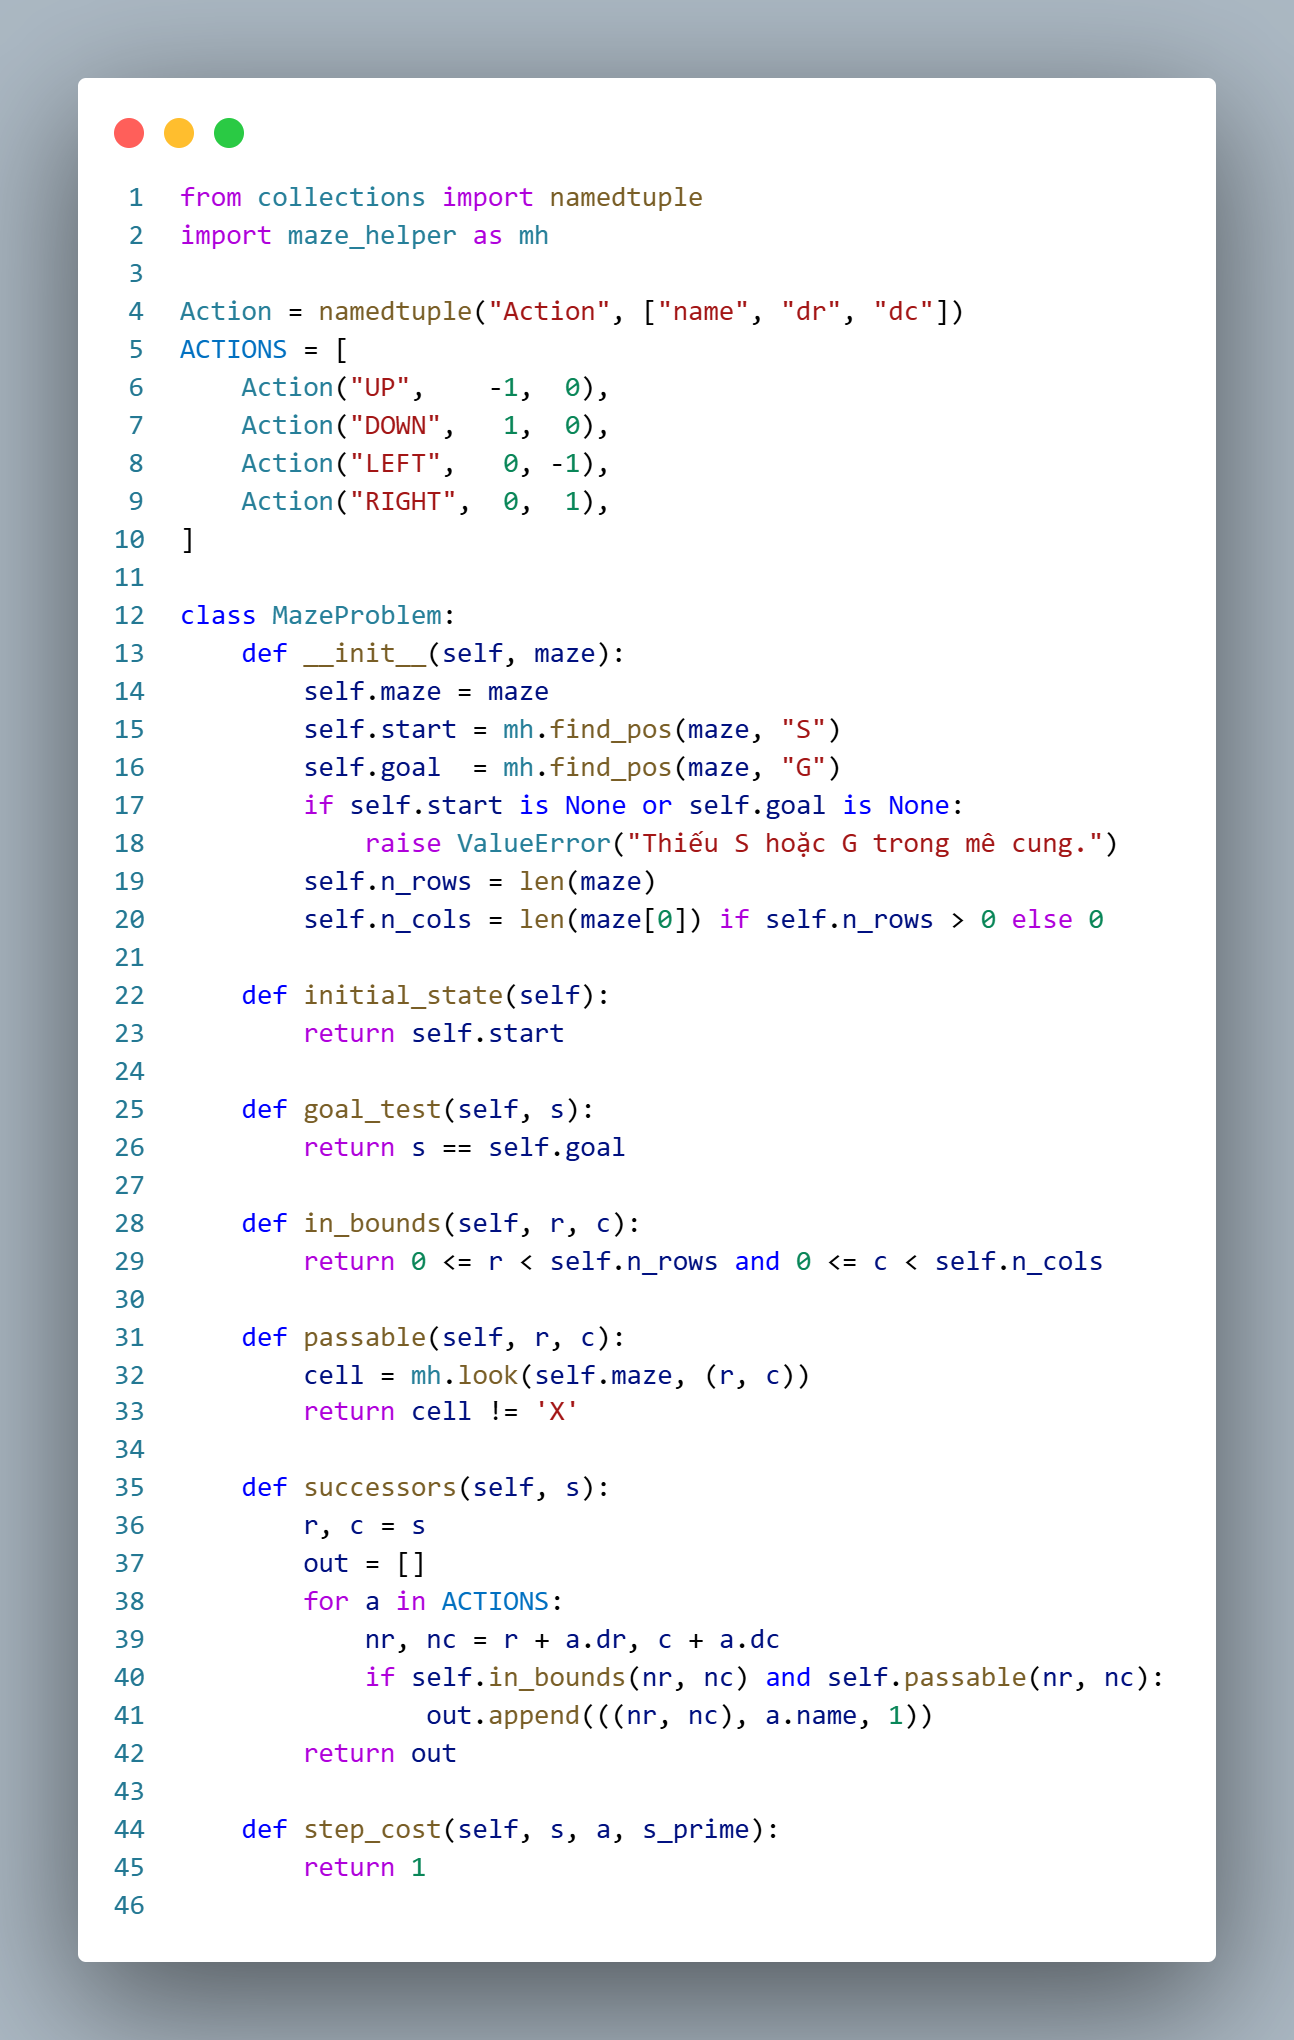 1 from collections import namedtuple
2 import maze_helper as mh
3
4 Action = namedtuple("Action", ["name", "dr", "dc"])
5 ACTIONS = [
6     Action("UP",    -1,  0),
7     Action("DOWN",   1,  0),
8     Action("LEFT",   0, -1),
9     Action("RIGHT",  0,  1),
10 ]
11
12 class MazeProblem:
13     def __init__(self, maze):
14         self.maze = maze
15         self.start = mh.find_pos(maze, "S")
16         self.goal  = mh.find_pos(maze, "G")
17         if self.start is None or self.goal is None:
18             raise ValueError("Thiếu S hoặc G trong mê cung.")
19         self.n_rows = len(maze)
20         self.n_cols = len(maze[0]) if self.n_rows > 0 else 0
21
22     def initial_state(self):
23         return self.start
24
25     def goal_test(self, s):
26         return s == self.goal
27
28     def in_bounds(self, r, c):
29         return 0 <= r < self.n_rows and 0 <= c < self.n_cols
30
31     def passable(self, r, c):
32         cell = mh.look(self.maze, (r, c))
33         return cell != 'X'
34
35     def successors(self, s):
36         r, c = s
37         out = []
38         for a in ACTIONS:
39             nr, nc = r + a.dr, c + a.dc
40             if self.in_bounds(nr, nc) and self.passable(nr, nc):
41                 out.append(((nr, nc), a.name, 1))
42         return out
43
44     def step_cost(self, s, a, s_prime):
45         return 1
46